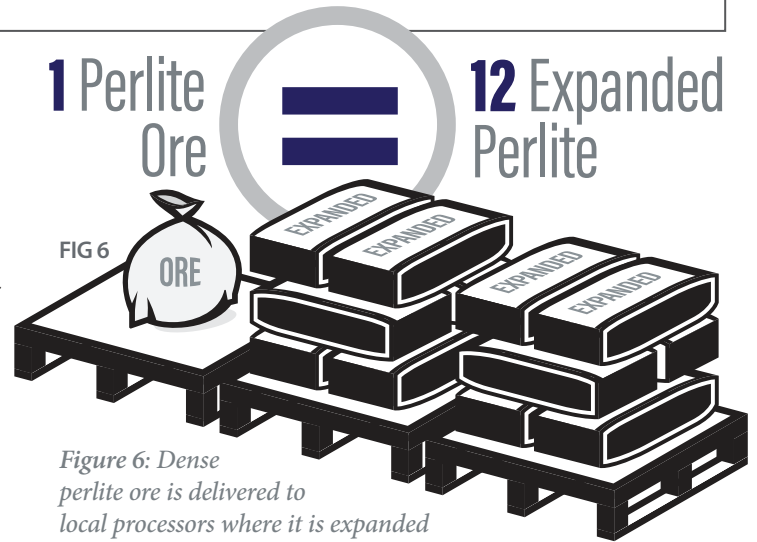 1 Perlite
Ore
=
12 Expanded
Perlite
FIG 6
ORE
EXPANDED
EXPANDED
EXPANDED
EXPANDED
Figure 6: Dense
perlite ore is delivered to
local processors where it is expanded